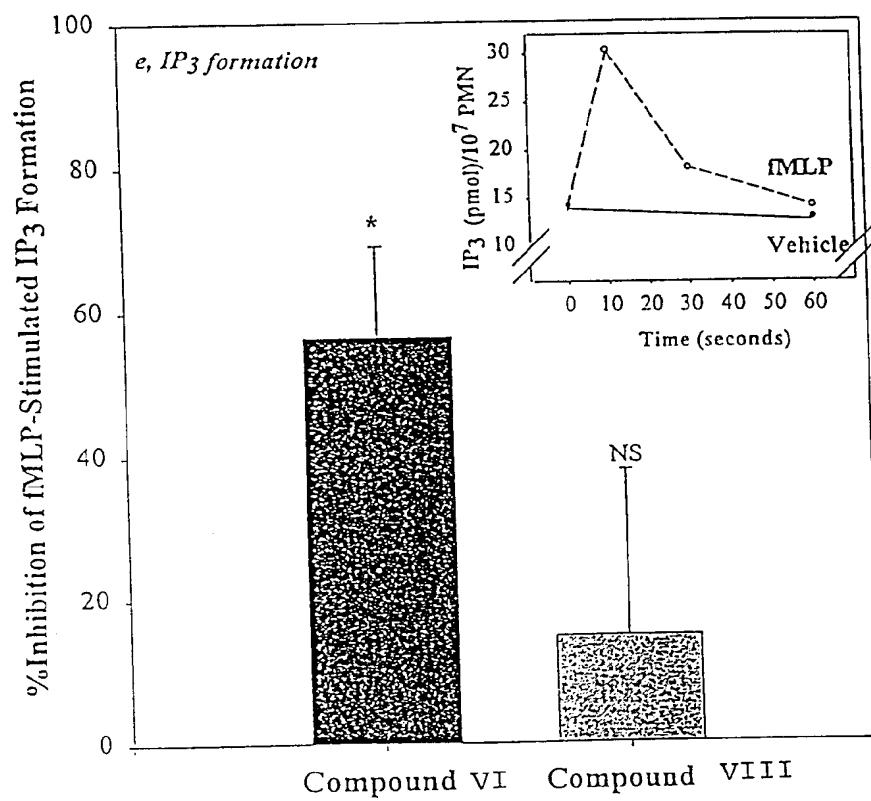 %Inhibition of fMLP-Stimulated IP3 Formation
100
80
60
40
20
0
e, IP3 formation
*
NS
Compound VI
Compound VIII
IP3 (pmol)/10^7 PMN
30
25
20
15
10
fMLP
Vehicle
0 10 20 30 40 50 60
Time (seconds)